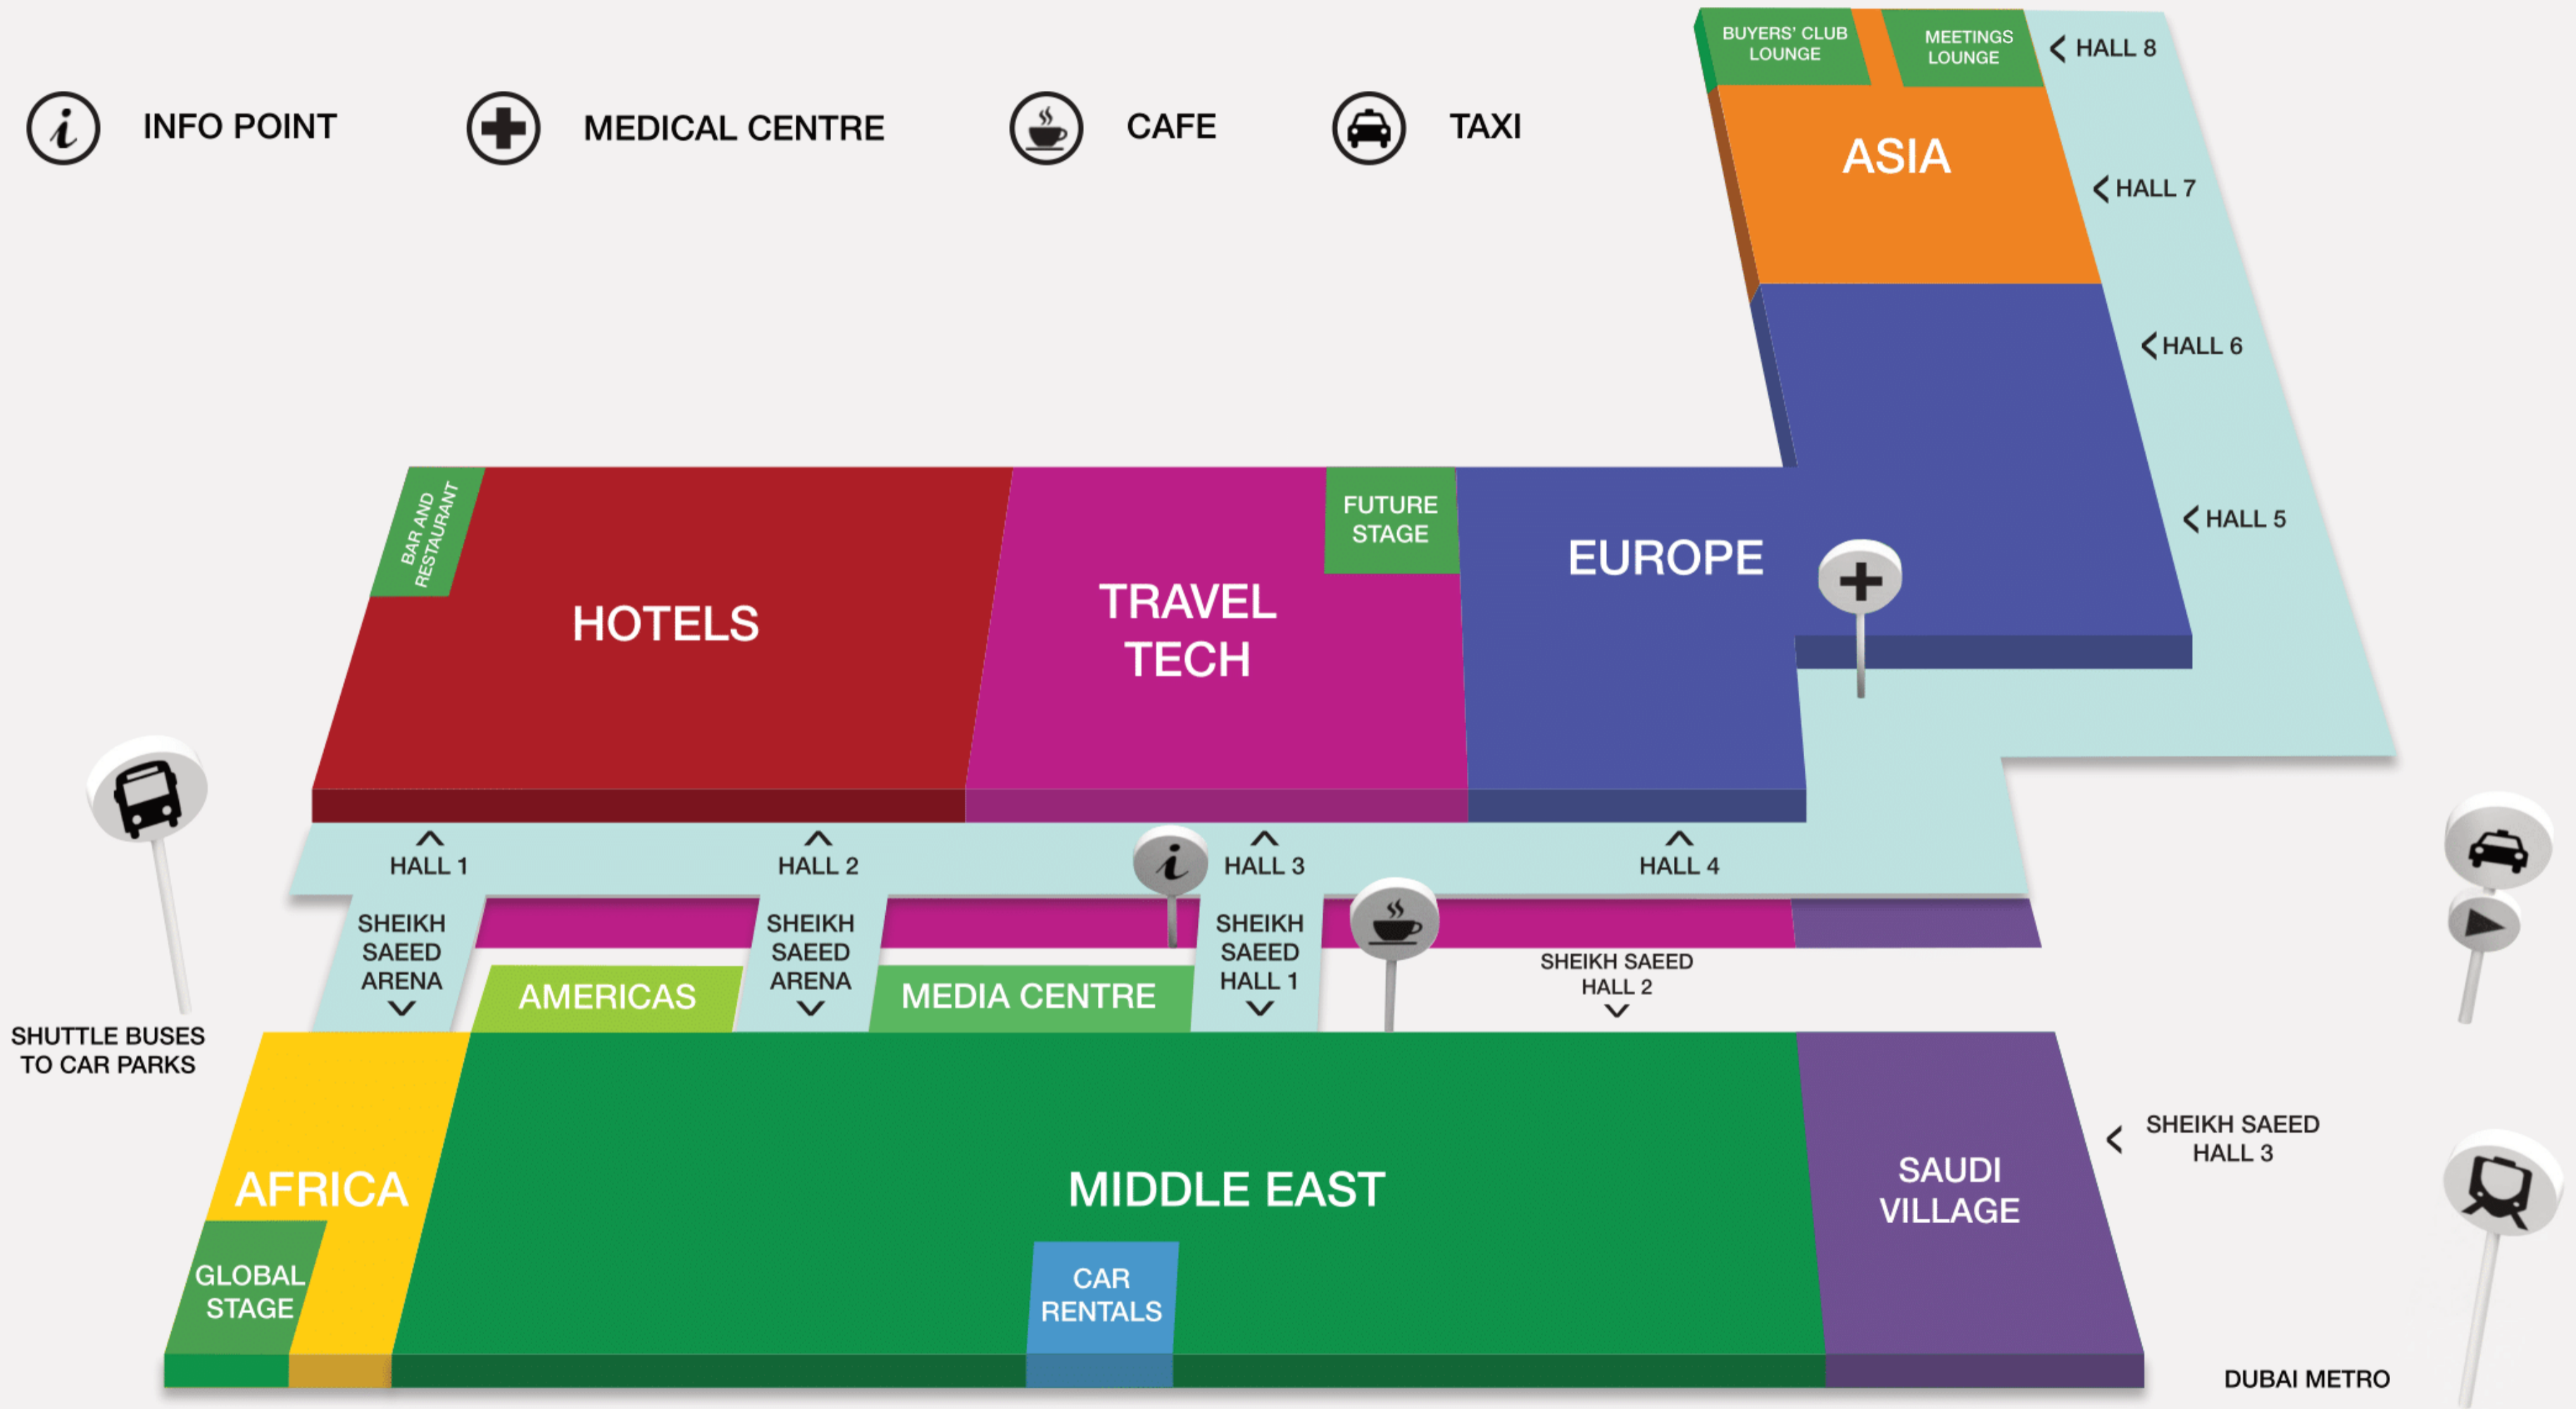 INFO POINT
MEDICAL CENTRE
CAFE
TAXI
BUYERS' CLUB
LOUNGE
MEETINGS
LOUNGE
< HALL 8
ASIA
< HALL 7
< HALL 6
< HALL 5
BAR AND
RESTAURANT
HOTELS
TRAVEL
TECH
FUTURE
STAGE
EUROPE
HALL 1
HALL 2
HALL 3
HALL 4
SHEIKH
SAEED
ARENA
SHEIKH
SAEED
ARENA
SHEIKH
SAEED
HALL 1
SHEIKH SAEED
HALL 2
AMERICAS
MEDIA CENTRE
SHUTTLE BUSES
TO CAR PARKS
AFRICA
GLOBAL
STAGE
MIDDLE EAST
CAR
RENTALS
SAUDI
VILLAGE
< SHEIKH SAEED
HALL 3
DUBAI METRO